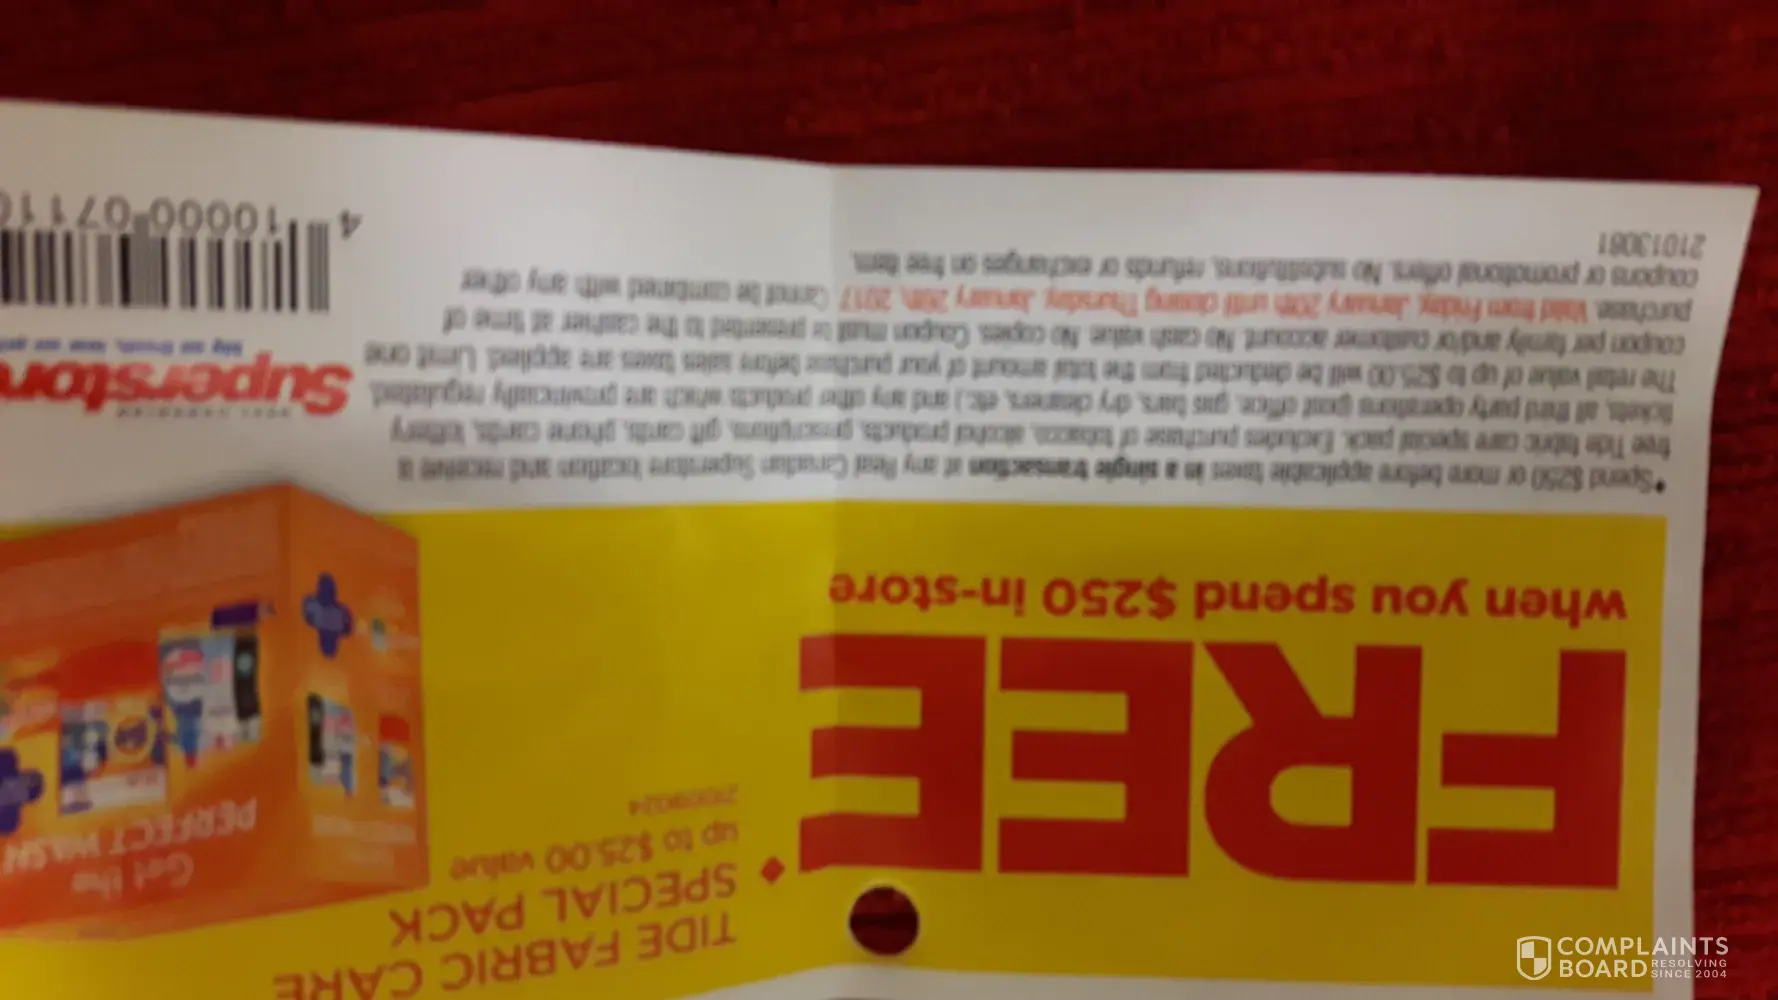 TIDE FABRIC CARE
SPECIAL PACK
up to $25.00 value
21009024
FREE
when you spend $250 in-store
Get the
PERFECT WASH
*Spend $250 or more before applicable taxes in a single transaction at any Real Canadian Superstore location and receive a
free Tide fabric care special pack. Excludes purchase of tobacco, alcohol products, prescriptions, gift cards, phone cards, lottery
tickets, all third party operations (post office, gas bars, dry cleaners, etc.) and any other products which are provincially regulated.
The retail value of up to $25.00 will be deducted from the total amount of your purchase before sales taxes are applied. Limit one
coupon per family and/or customer account. No cash value. No copies. Coupon must be presented to the cashier at time of
purchase. Valid from Friday, January 20th until closing Thursday, January 26th, 2017. Cannot be combined with any other
coupons or promotional offers. No substitutions, refunds or exchanges on free item.
21013081
REAL CANADIAN
Superstore
4 10000 07110
COMPLAINTS
BOARD RESOLVING
SINCE 2004